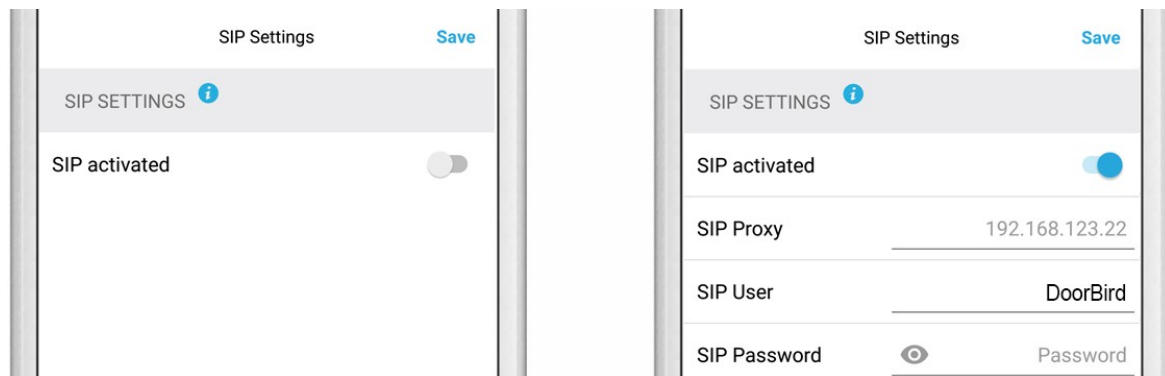 SIP Settings Save
SIP SETTINGS i
SIP activated
SIP Settings Save
SIP SETTINGS i
SIP activated
SIP Proxy 192.168.123.22
SIP User DoorBird
SIP Password Password